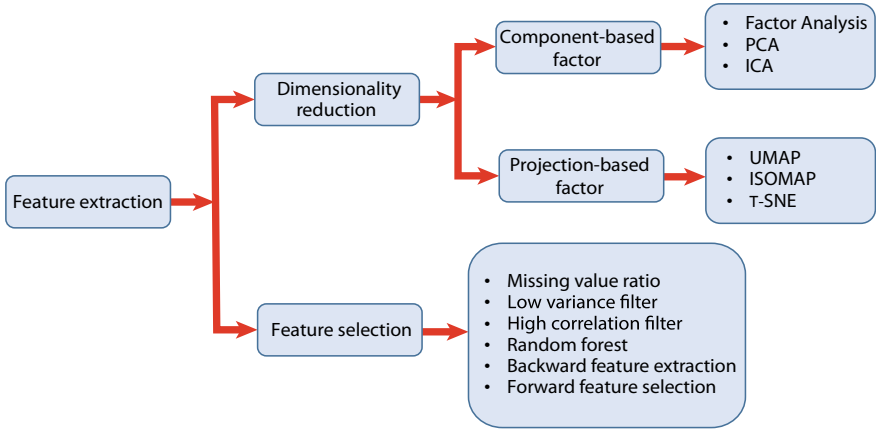 Feature extraction
Dimensionality
reduction
Component-based
factor
• Factor Analysis
• PCA
• ICA
Projection-based
factor
• UMAP
• ISOMAP
• T-SNE
Feature selection
• Missing value ratio
• Low variance filter
• High correlation filter
• Random forest
• Backward feature extraction
• Forward feature selection